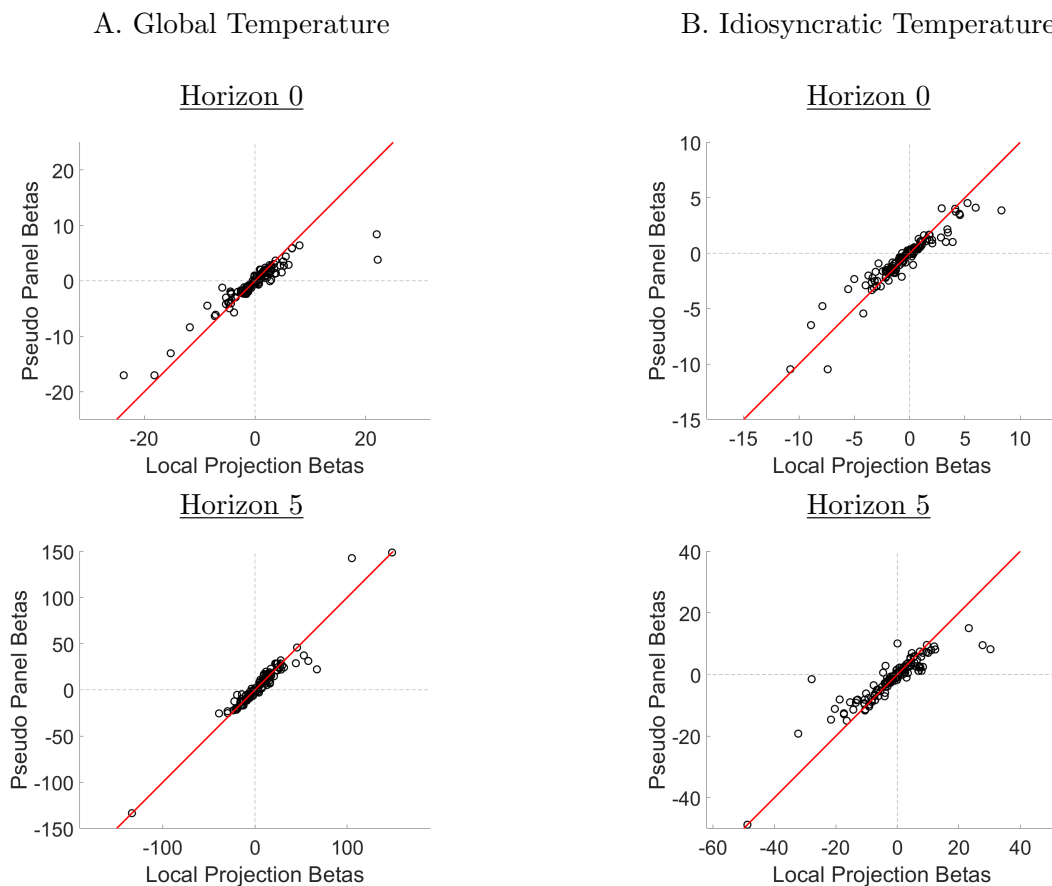 A. Global Temperature
B. Idiosyncratic Temperature
Horizon 0
Horizon 0
20
10
0
-10
-20
Pseudo Panel Betas
-20 0 20
Local Projection Betas
10
5
0
-5
-10
-15
Pseudo Panel Betas
-15 -10 -5 0 5 10
Local Projection Betas
Horizon 5
Horizon 5
150
100
50
0
-50
-100
-150
Pseudo Panel Betas
-100 0 100
Local Projection Betas
40
20
0
-20
-40
Pseudo Panel Betas
-60 -40 -20 0 20 40
Local Projection Betas